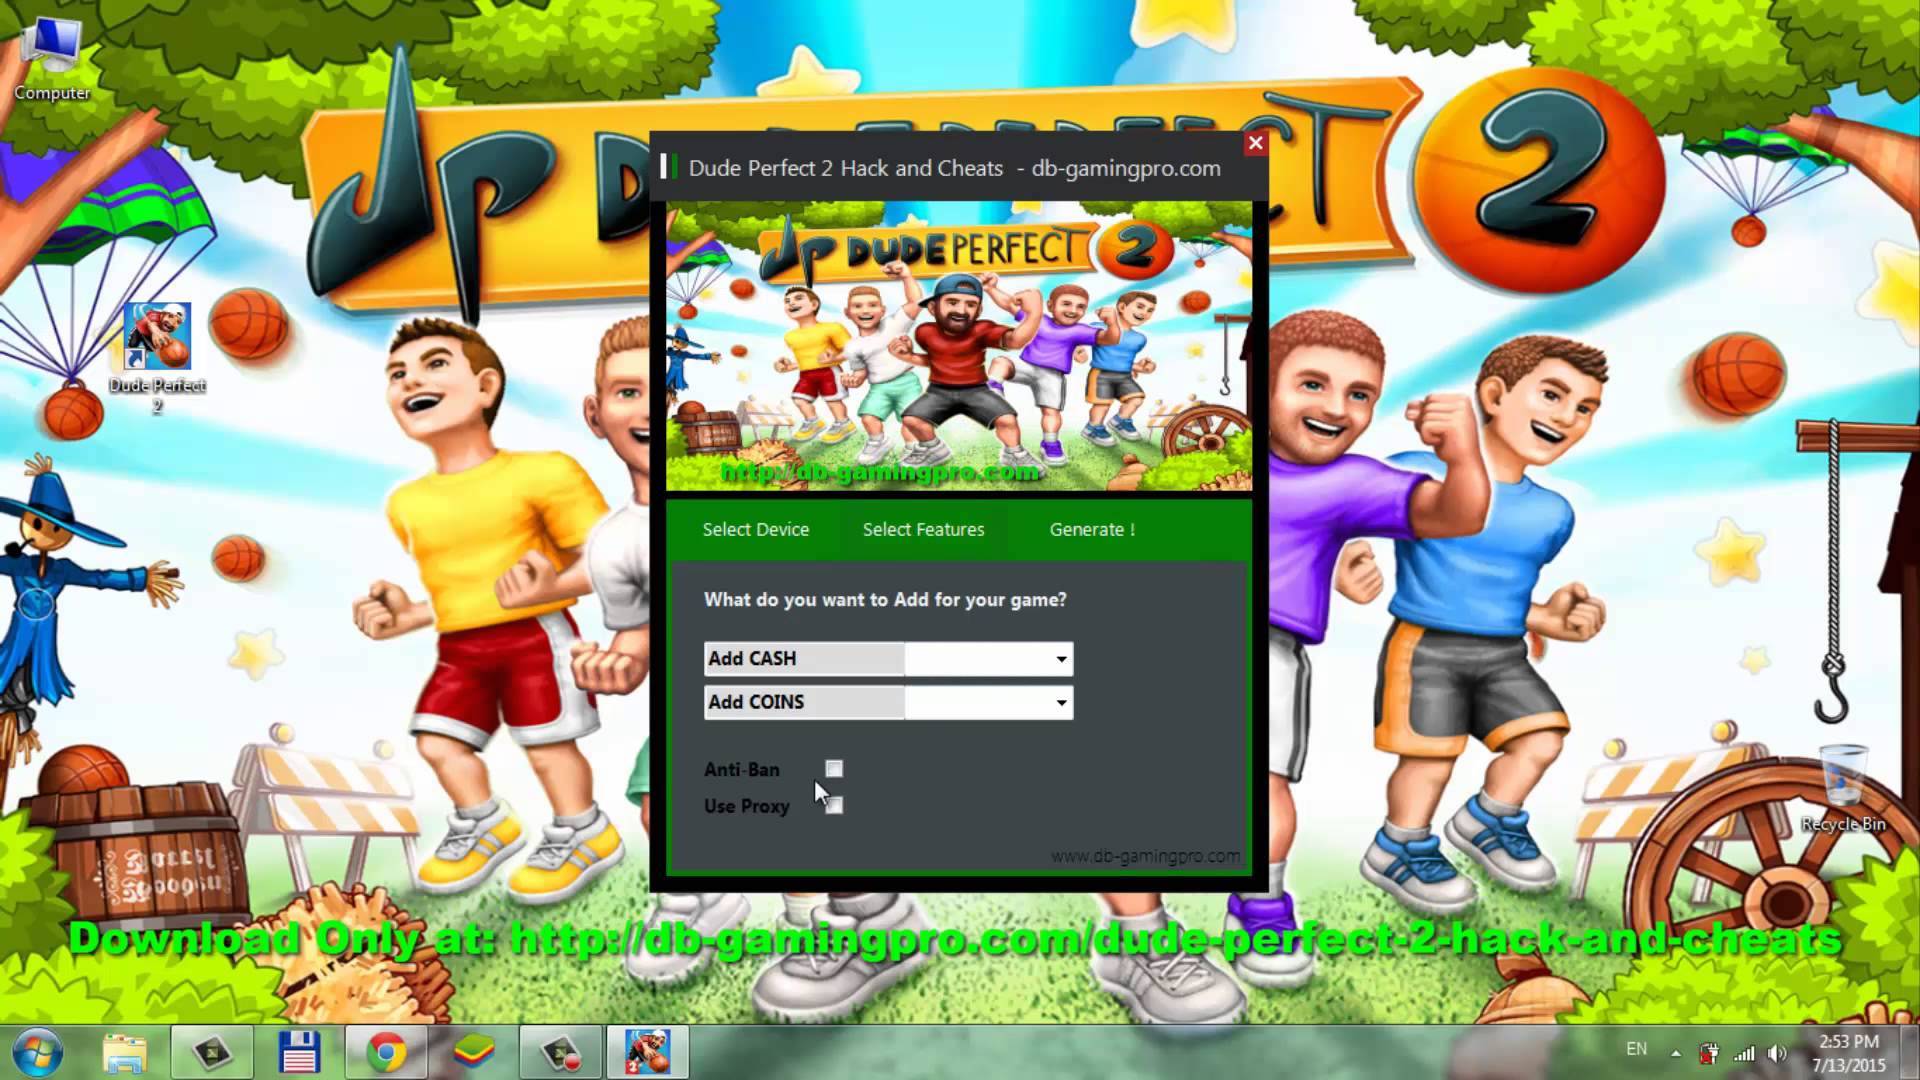 Computer
DUDE PERFECT 2
Dude Perfect 2 Hack and Cheats - db-gamingpro.com
dp DUDEPERFECT 2
http://db-gamingpro.com
Dude Perfect
2
Select Device Select Features Generate !
What do you want to Add for your game?
Add CASH
Add COINS
Anti-Ban
Use Proxy
www.db-gamingpro.com
Recycle Bin
Download Only at: http://db-gamingpro.com/dude-perfect-2-hack-and-cheats
EN
2:53 PM
7/13/2015